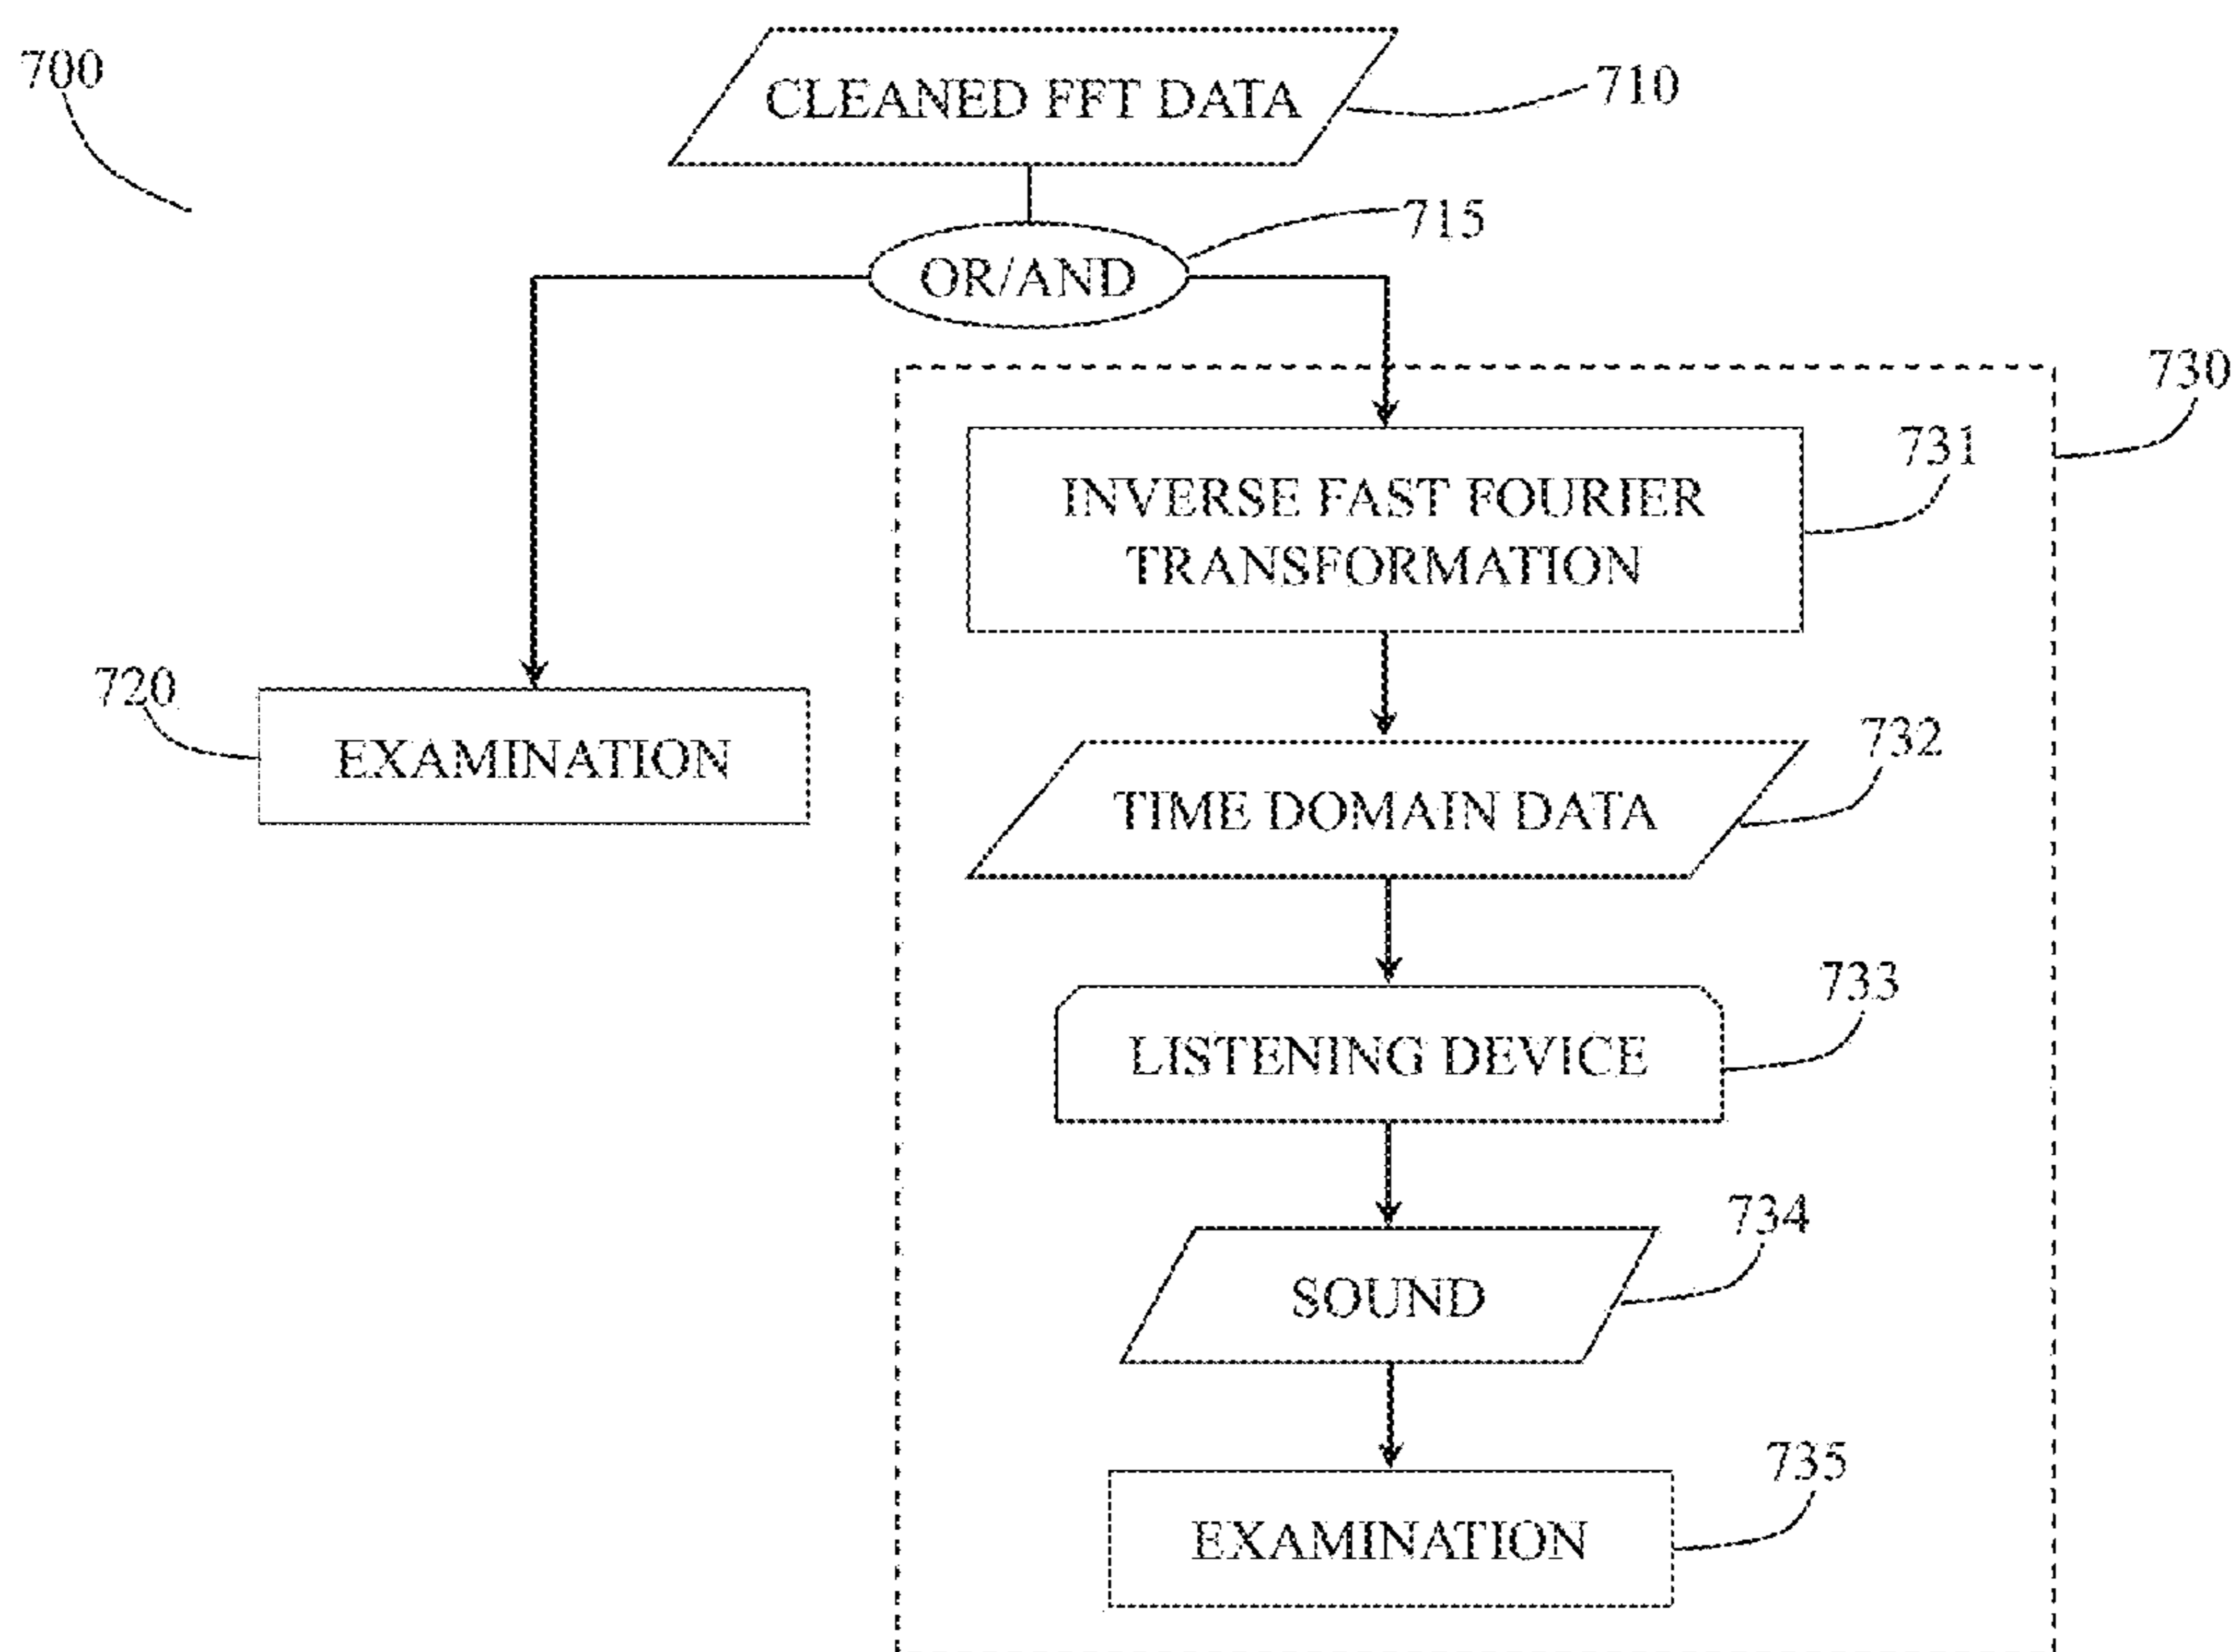 700
CLEANED FFT DATA
710
715
OR/AND
730
731
INVERSE FAST FOURIER
TRANSFORMATION
720
EXAMINATION
732
TIME DOMAIN DATA
733
LISTENING DEVICE
734
SOUND
735
EXAMINATION